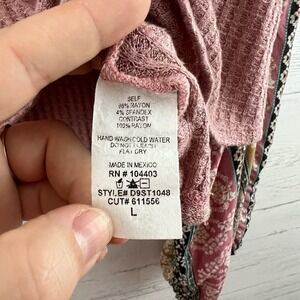 SELF
96% RAYON
4% SPANDEX
CONTRAST
100% RAYON
HAND WASH COLD WATER
DO NOT BLEACH
FLAT DRY
MADE IN MEXICO
RN # 104403
STYLE# D9ST1048
CUT# 611556
L